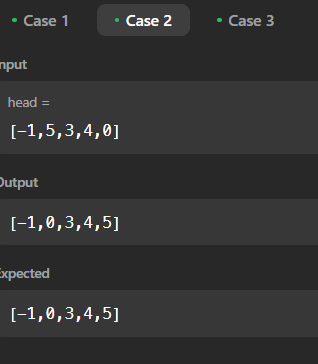 Case 1 Case 2 Case 3
nput
head =
[-1,5,3,4,0]
Output
[-1,0,3,4,5]
Expected
[-1,0,3,4,5]